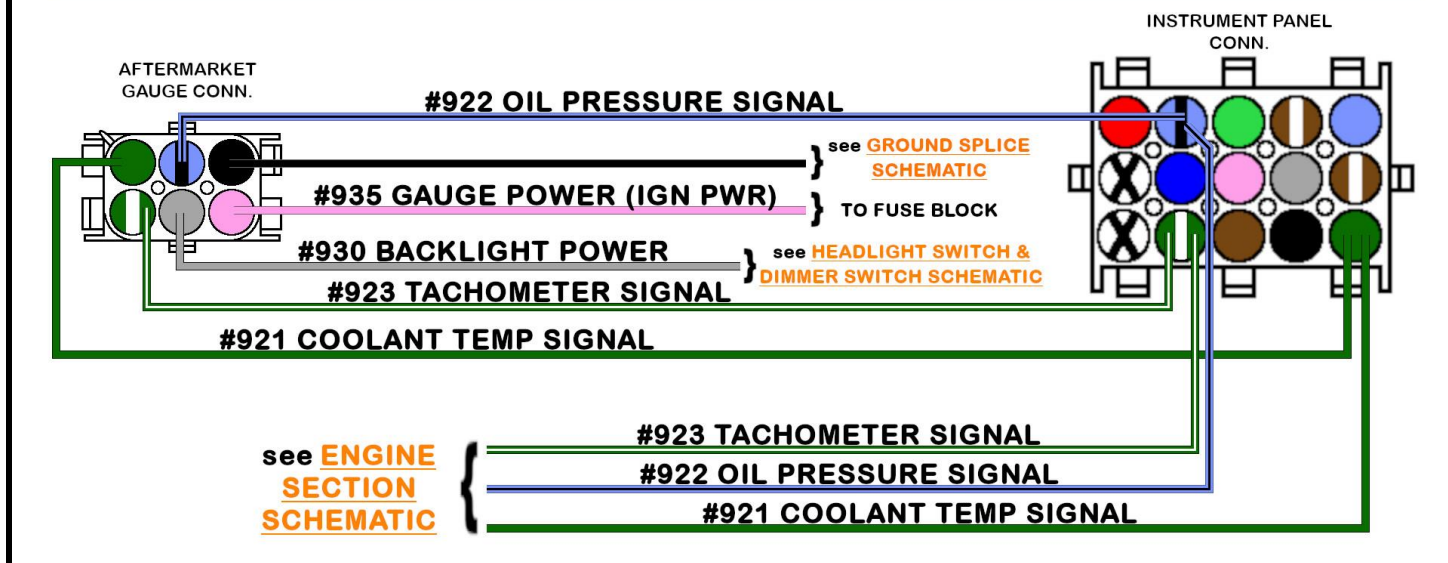 INSTRUMENT PANEL
CONN.
AFTERMARKET
GAUGE CONN.
#922 OIL PRESSURE SIGNAL
see GROUND SPLICE
SCHEMATIC
#935 GAUGE POWER (IGN PWR)
TO FUSE BLOCK
#930 BACKLIGHT POWER
see HEADLIGHT SWITCH &
DIMMER SWITCH SCHEMATIC
#923 TACHOMETER SIGNAL
#921 COOLANT TEMP SIGNAL
see ENGINE
SECTION
SCHEMATIC
#923 TACHOMETER SIGNAL
#922 OIL PRESSURE SIGNAL
#921 COOLANT TEMP SIGNAL